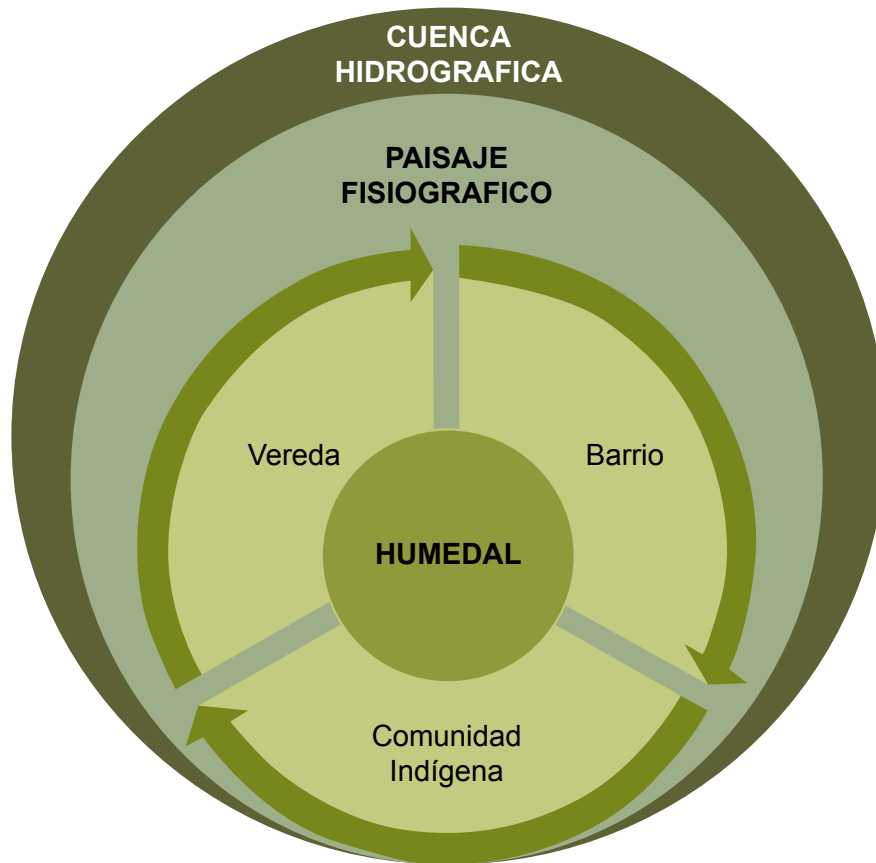 CUENCA
HIDROGRAFICA
PAISAJE
FISIOGRAFICO
Vereda
Barrio
HUMEDAL
Comunidad
Indígena